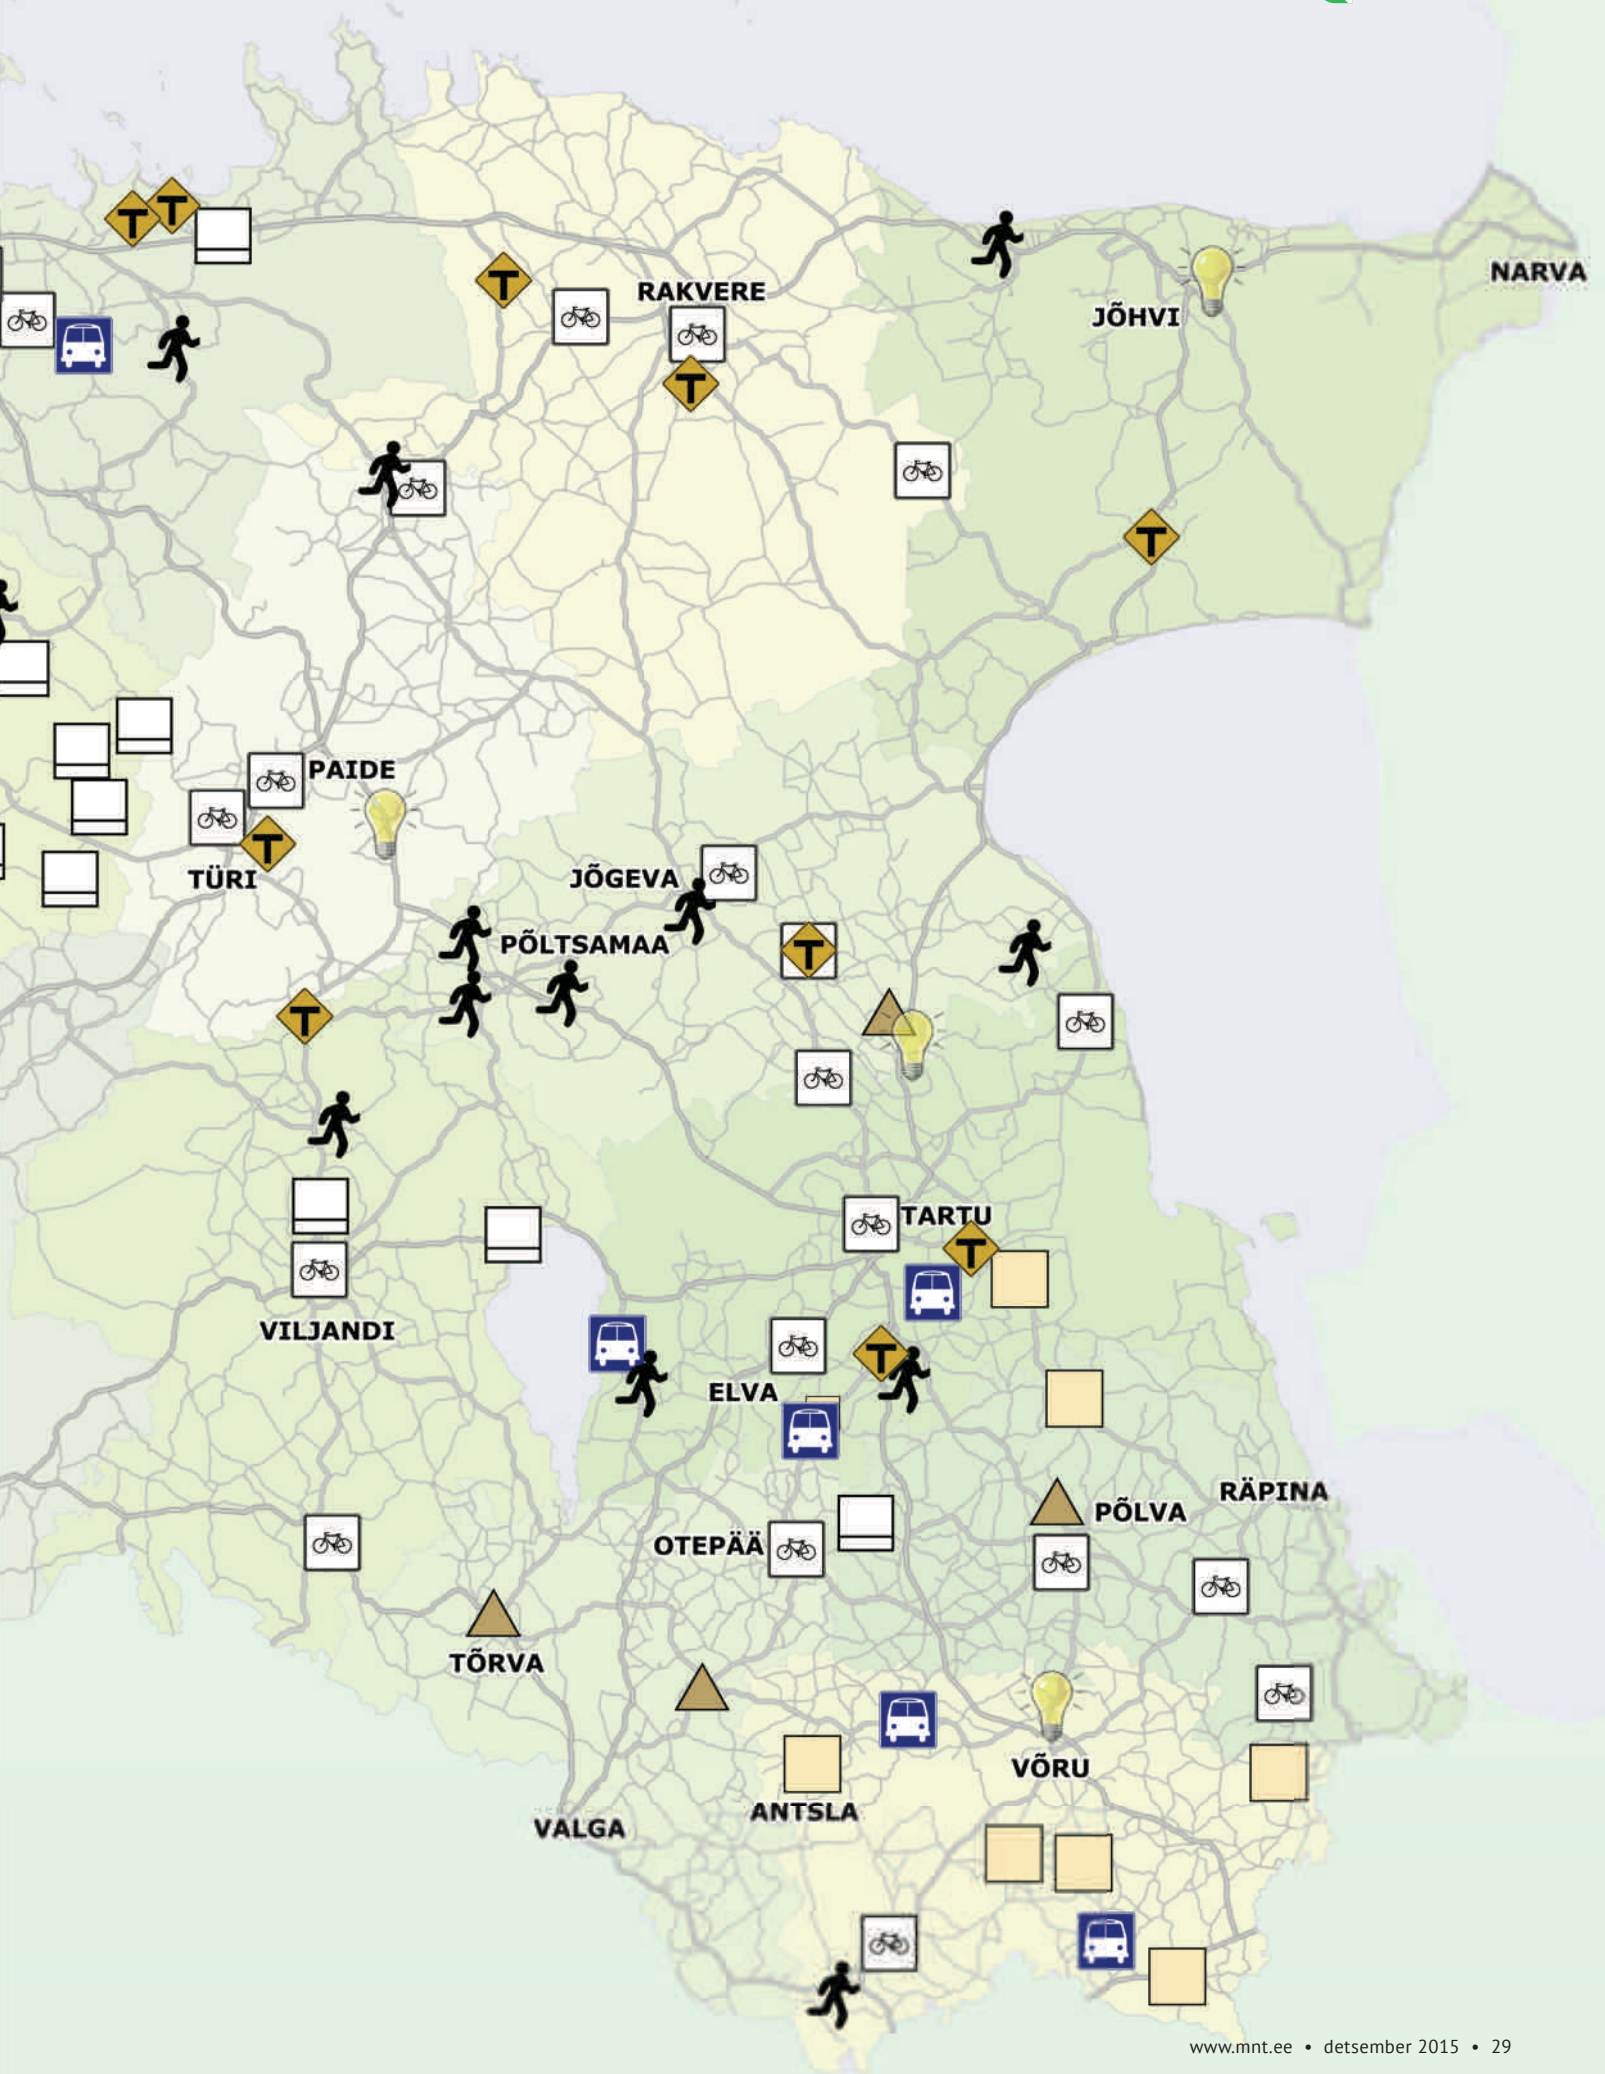 T
T
T
RAKVERE
NARVA
JÕHVI
T
T
PAIDE
T
TÜRI
JÕGEVA
PÕLTSAMAA
T
T
TARTU
T
VILJANDI
T
ELVA
RÄPINA
PÕLVA
OTEPÄÄ
TÕRVA
VÕRU
ANTSLA
VALGA
www.mnt.ee • detsember 2015 • 29